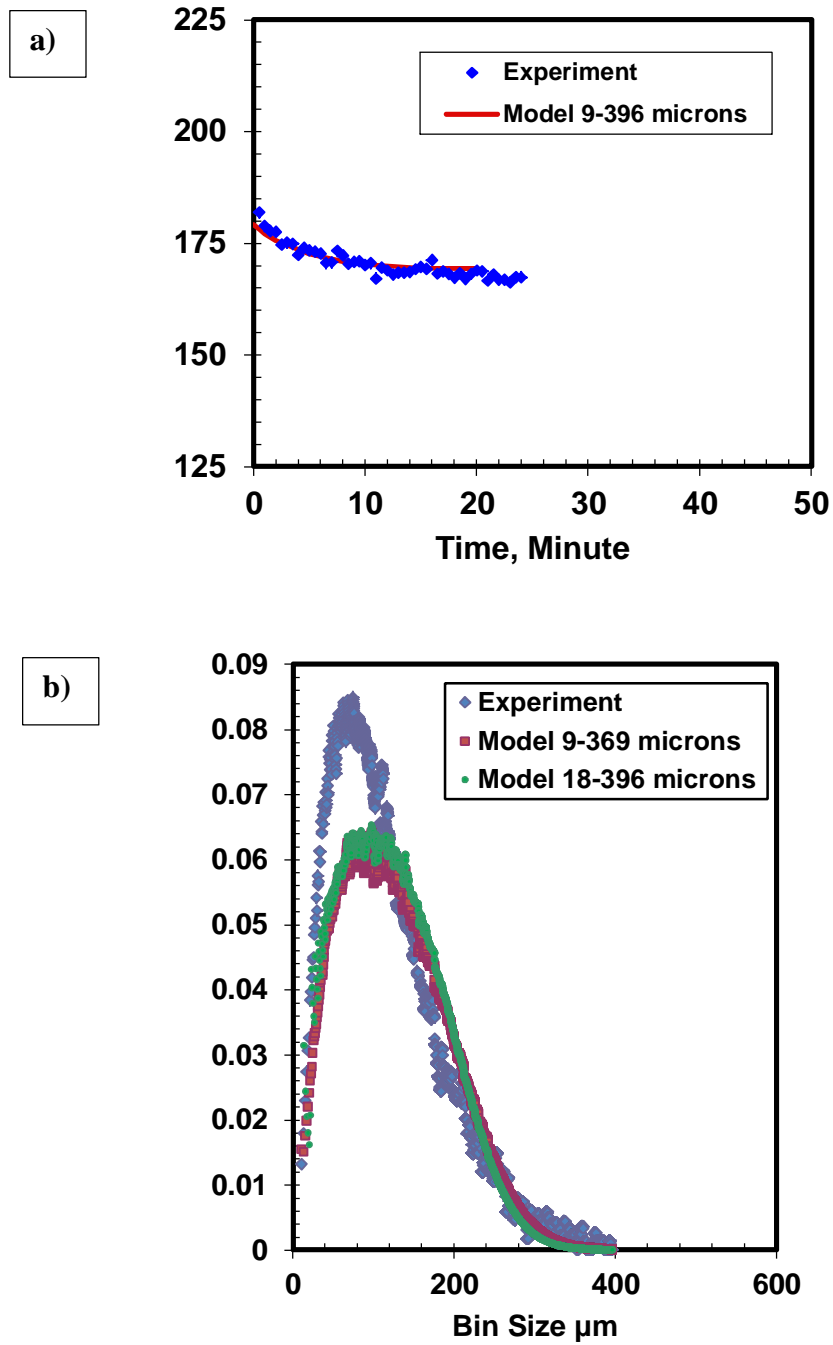 a)
225
200
175
150
125
Experiment
Model 9-396 microns
0 10 20 30 40 50
Time, Minute
b)
0.09
0.08
0.07
0.06
0.05
0.04
0.03
0.02
0.01
0
Experiment
Model 9-369 microns
Model 18-396 microns
0 200 400 600
Bin Size µm